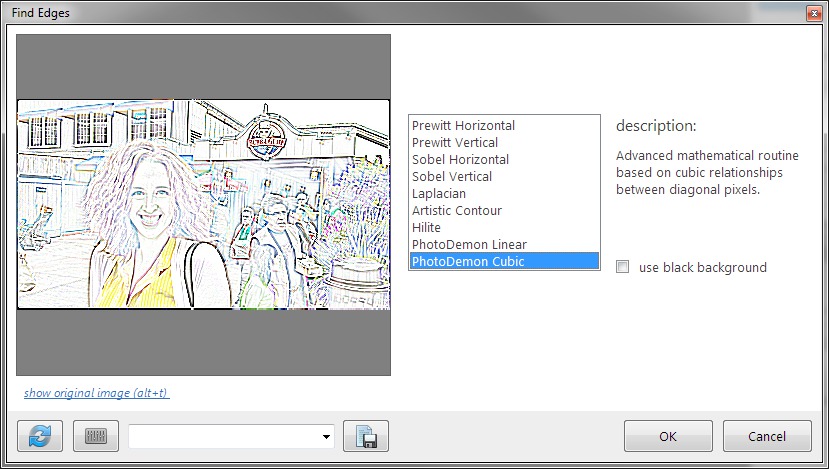 Find Edges
Prewitt Horizontal
Prewitt Vertical
Sobel Horizontal
Sobel Vertical
Laplacian
Artistic Contour
Hilite
PhotoDemon Linear
PhotoDemon Cubic
description:
Advanced mathematical routine
based on cubic relationships
between diagonal pixels.
use black background
show original image (alt+t)
OK
Cancel